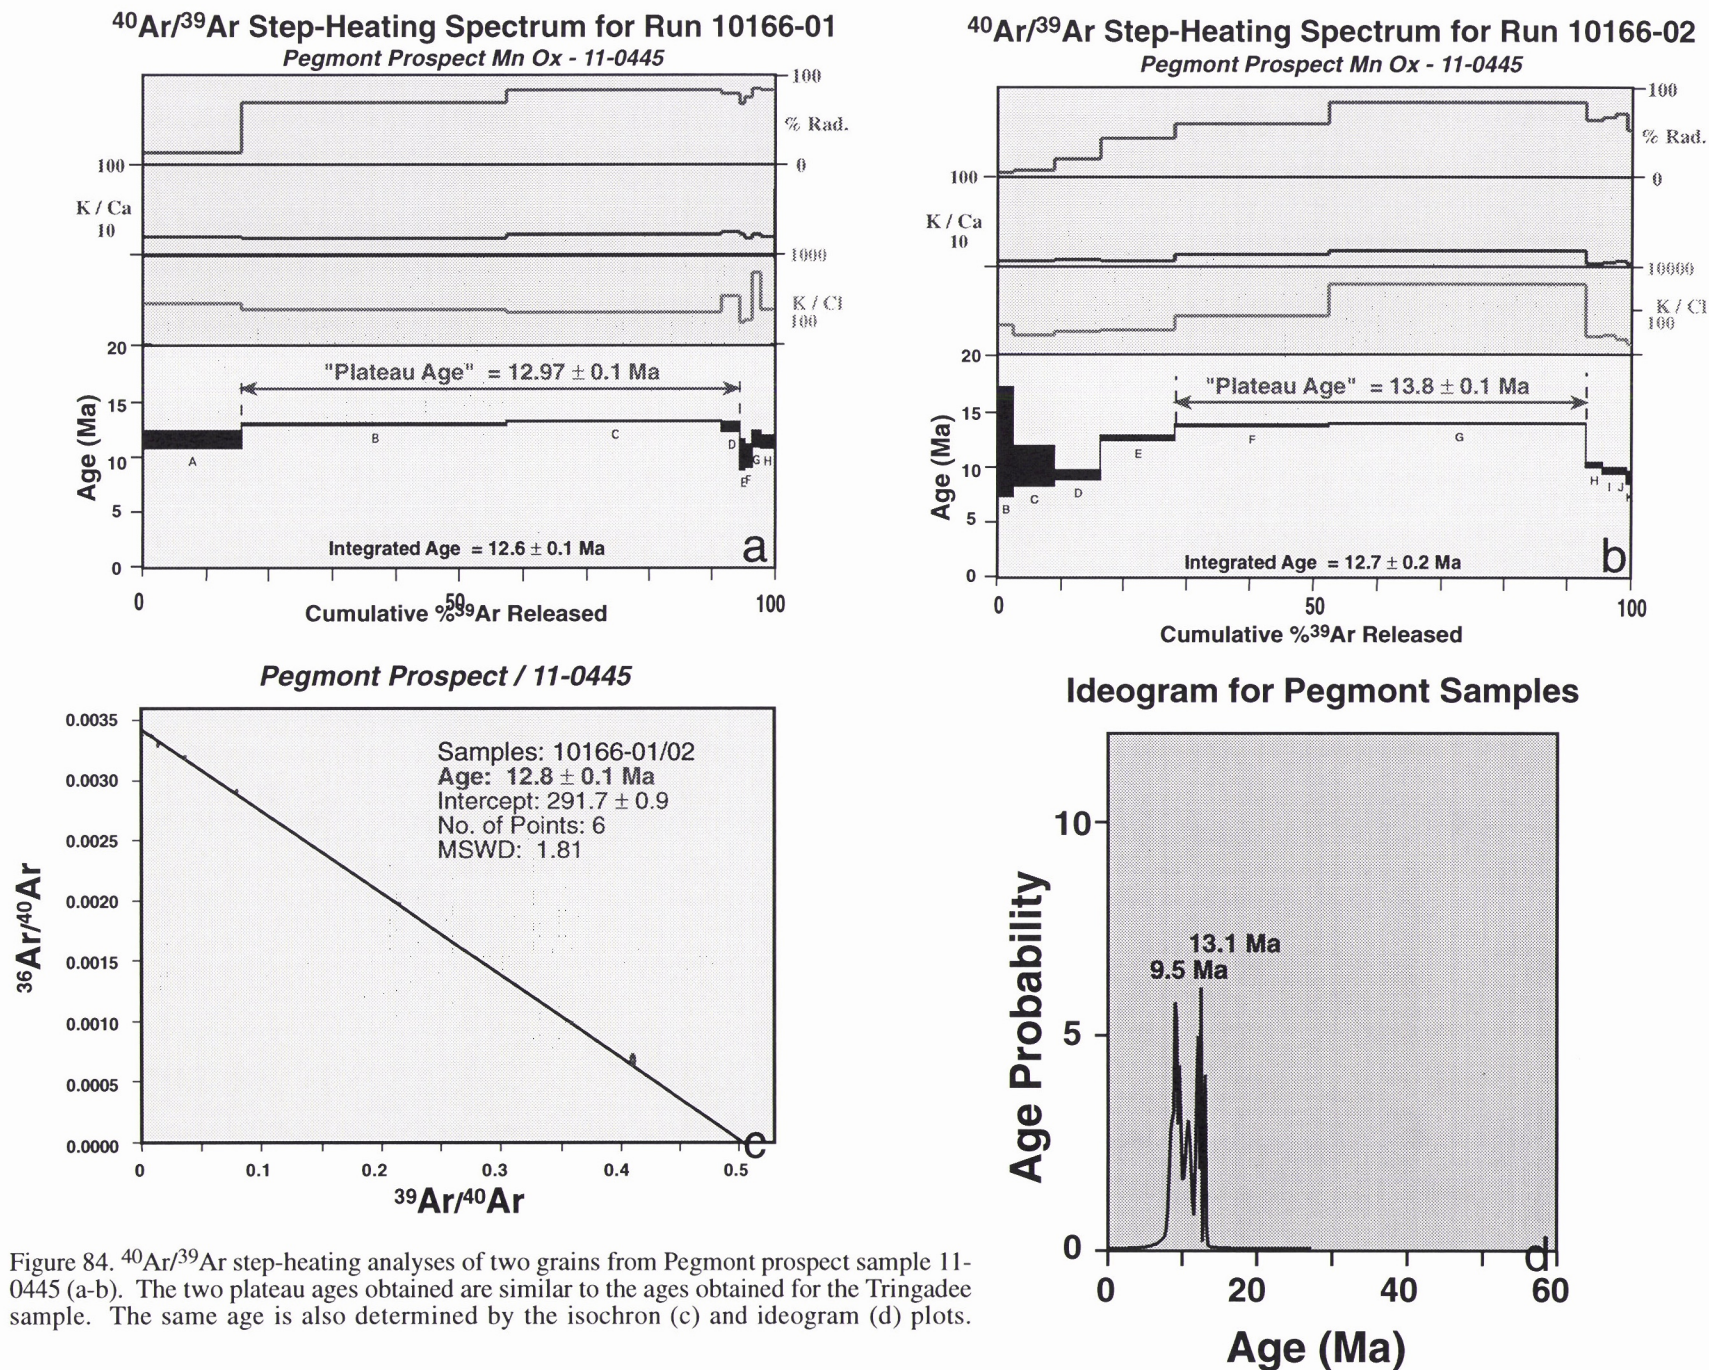 ⁴⁰Ar/³⁹Ar Step-Heating Spectrum for Run 10166-01
Pegmont Prospect Mn Ox - 11-0445
100
% Rad.
0
100
K / Ca
10
1000
K / Cl
100
20
15
10
5
0
Age (Ma)
"Plateau Age" = 12.97 ± 0.1 Ma
A
B
C
D
E
F
G
H
Integrated Age = 12.6 ± 0.1 Ma
a
0
50
100
Cumulative %³⁹Ar Released
⁴⁰Ar/³⁹Ar Step-Heating Spectrum for Run 10166-02
Pegmont Prospect Mn Ox - 11-0445
100
% Rad.
0
100
K / Ca
10
10000
K / Cl
100
20
15
10
5
0
Age (Ma)
"Plateau Age" = 13.8 ± 0.1 Ma
B
C
D
E
F
G
H
I
J
K
Integrated Age = 12.7 ± 0.2 Ma
b
0
50
100
Cumulative %³⁹Ar Released
Pegmont Prospect / 11-0445
0.0035
0.0030
0.0025
0.0020
0.0015
0.0010
0.0005
0.0000
³⁶Ar/⁴⁰Ar
Samples: 10166-01/02
Age: 12.8 ± 0.1 Ma
Intercept: 291.7 ± 0.9
No. of Points: 6
MSWD: 1.81
c
0
0.1
0.2
0.3
0.4
0.5
³⁹Ar/⁴⁰Ar
Ideogram for Pegmont Samples
10
5
0
Age Probability
13.1 Ma
9.5 Ma
d
0
20
40
60
Age (Ma)
Figure 84. ⁴⁰Ar/³⁹Ar step-heating analyses of two grains from Pegmont prospect sample 11-
0445 (a-b). The two plateau ages obtained are similar to the ages obtained for the Tringadee
sample. The same age is also determined by the isochron (c) and ideogram (d) plots.